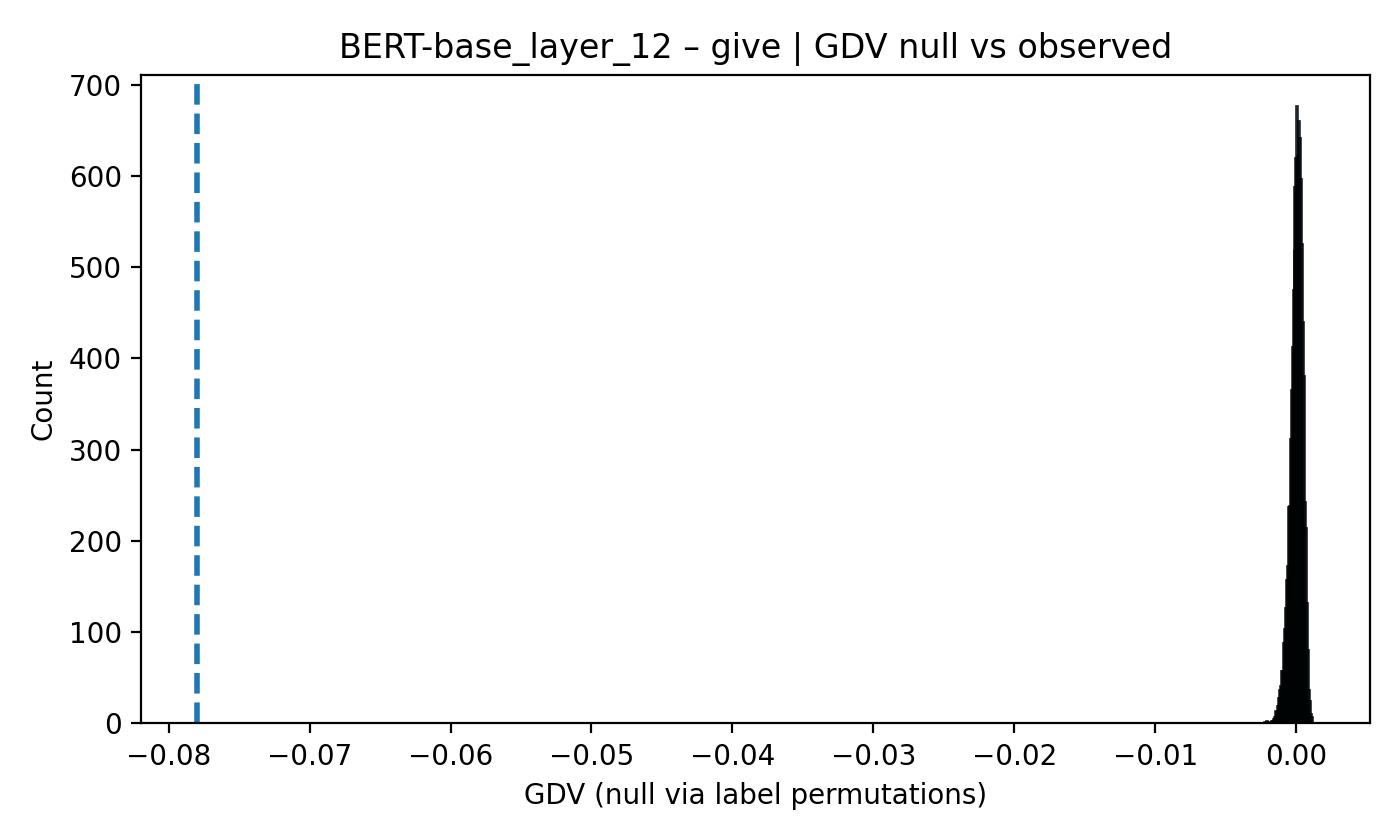 BERT-base_layer_12 – give | GDV null vs observed
700
600
500
400
300
200
100
0
Count
−0.08 −0.07 −0.06 −0.05 −0.04 −0.03 −0.02 −0.01 0.00
GDV (null via label permutations)